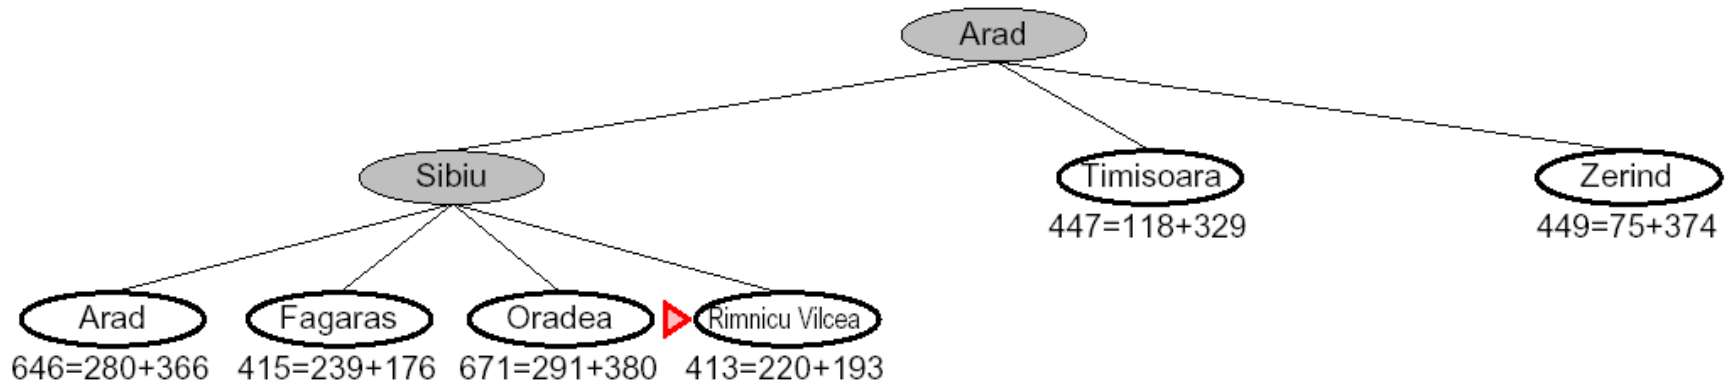 Arad
Sibiu
Timisoara
Zerind
447=118+329
449=75+374
Arad
Fagaras
Oradea
Rimnicu Vilcea
646=280+366
415=239+176
671=291+380
413=220+193